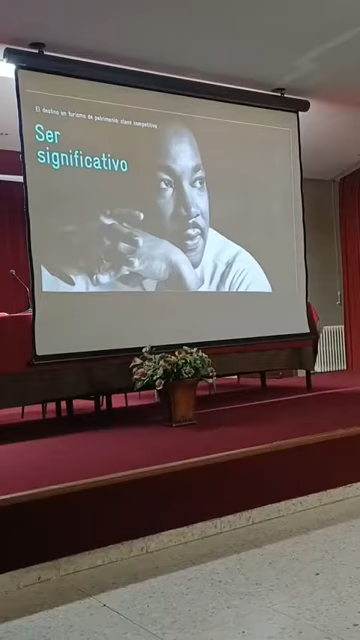 El destino en turismo de patrimonio: clave competitiva
Ser
significativo